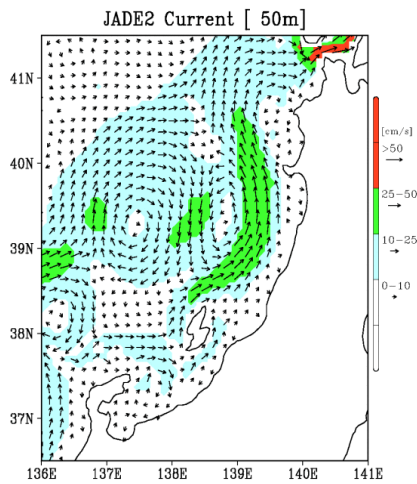 JADE2 Current [ 50m]
41N
40N
39N
38N
37N
136E 137E 138E 139E 140E 141E
[cm/s]
>50
25-50
10-25
0-10